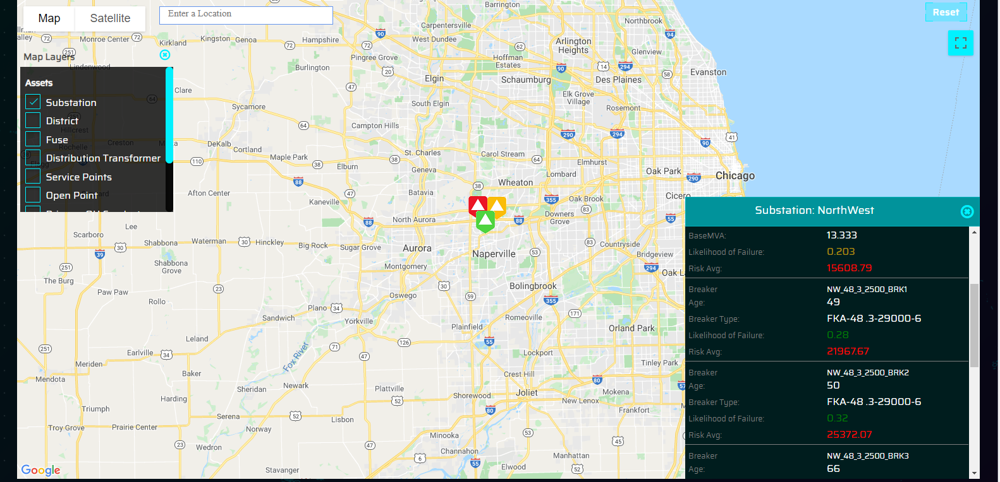 Map
Satellite
Enter a Location
Reset
Map Layers
Assets
Substation
District
Fuse
Distribution Transformer
Service Points
Open Point
Barrington
Northbrook
Carpentersville
West Dundee
Arlington
Heights
Glenview
Monroe Center
Kirkland
Kingston
Genoa
Hampshire
Pingree Grove
Hoffman
Estates
Lindenwood
Burlington
Elgin
Schaumburg
Des Plaines
Evanston
Clare
Elk Grove
Village
Rosemont
South Elgin
Sycamore
Campton Hills
Hillcrest
Creston
Rochelle
DeKalb
Cortland
Maple Park
St. Charles
Carol Stream
Elburn
Geneva
Elmhurst
Lombard
Oak Park
Chicago
Wheaton
Afton Center
Batavia
Kaneville
Oak Brook
Cicero
Downers
Grove
North Aurora
Lee
Scarboro
Shabbona
Waterman
Hinckley
Big Rock
Sugar Grove
Aurora
Naperville
Countryside
Bridgeview
Shabbona
Grove
Montgomery
The Burg
Paw Paw
Rollo
Oswego
Bolingbrook
Plano
Sandwich
Yorkville
Plainfield
Romeoville
Orland Park
Leland
Earlville
Meriden
Fox River
Lockport
Tinley Park
Mendota
Baker
Sheridan
Newark
Plattville
Crest Hill
Harding
Shorewood
Joliet
Mokena
New Lenox
Frankfort
Triumph
Serena
Lisbon
Troy Grove
Prairie Center
Norway
Minooka
Wedron
Channahon
Manhattan
Stavanger
Elwood
Google
Substation: NorthWest
BaseMVA: 13.333
Likelihood of Failure: 0.203
Risk Avg: 15608.79
Breaker NW_48_3_2500_BRK1
Age: 49
Breaker Type: FKA-48 .3-29000-6
Likelihood of Failure: 0.28
Risk Avg: 21967.67
Breaker NW_48_3_2500_BRK2
Age: 50
Breaker Type: FKA-48 .3-29000-6
Likelihood of Failure: 0.32
Risk Avg: 25372.07
Breaker NW_48_3_2500_BRK3
Age: 66